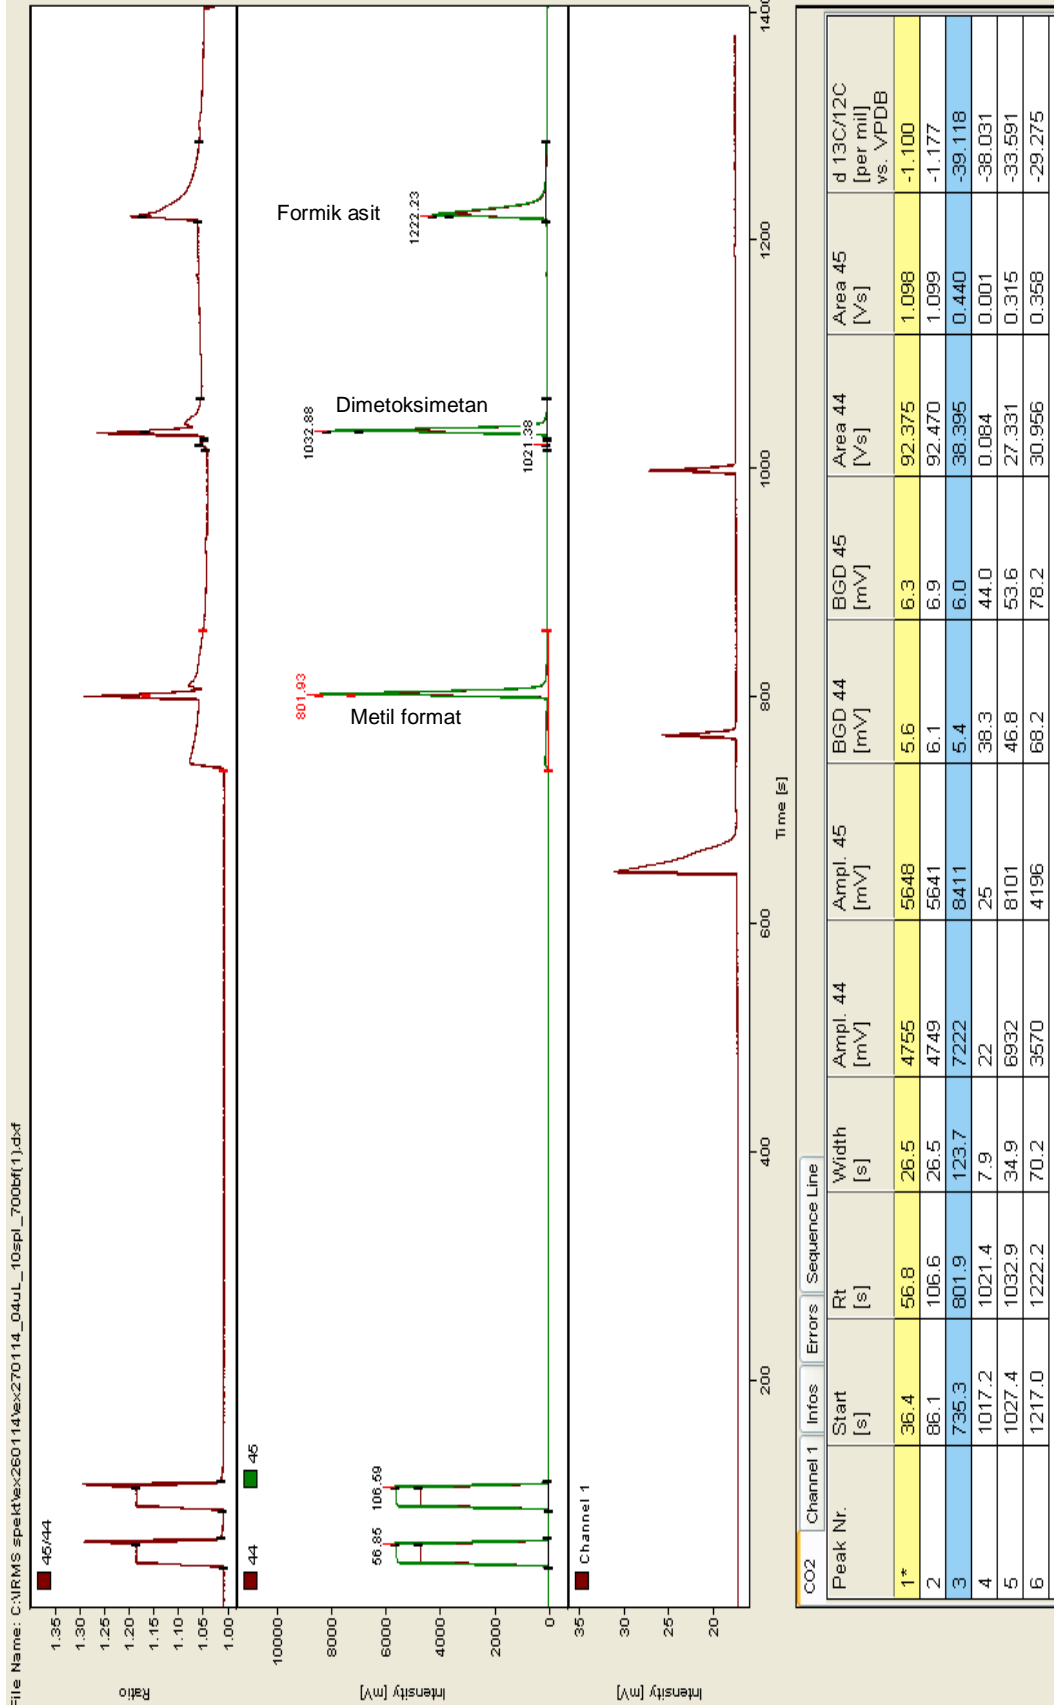 File Name: C:\IRMS spekt\ex260114\ex270114_04uL_10spl_700bf(1).dxf
45/44
1.35
1.30
1.25
1.20
1.15
1.10
1.05
1.00
Ratio
44 45
10000
8000
6000
4000
2000
0
Intensity [mV]
56.85
106.59
801.93
Metil format
1021.38
1032.88
Dimetoksimetan
1222.23
Formik asit
Channel 1
35
30
25
20
Intensity [mV]
200 400 600 800 1000 1200 1400
Time [s]
CO2 Channel 1 Infos Errors Sequence Line
Peak Nr. Start [s] Rt [s] Width [s] Ampl. 44 [mV] Ampl. 45 [mV] BGD 44 [mV] BGD 45 [mV] Area 44 [Vs] Area 45 [Vs] d 13C/12C [per mil] vs. VPDB
1* 36.4 56.8 26.5 4755 5648 5.6 6.3 92.375 1.098 -1.100
2 86.1 106.6 26.5 4749 5641 6.1 6.9 92.470 1.099 -1.177
3 735.3 801.9 123.7 7222 8411 5.4 6.0 38.395 0.440 -39.118
4 1017.2 1021.4 7.9 22 25 38.3 44.0 0.084 0.001 -38.031
5 1027.4 1032.9 34.9 6932 8101 46.8 53.6 27.331 0.315 -33.591
6 1217.0 1222.2 70.2 3570 4196 68.2 78.2 30.956 0.358 -29.275